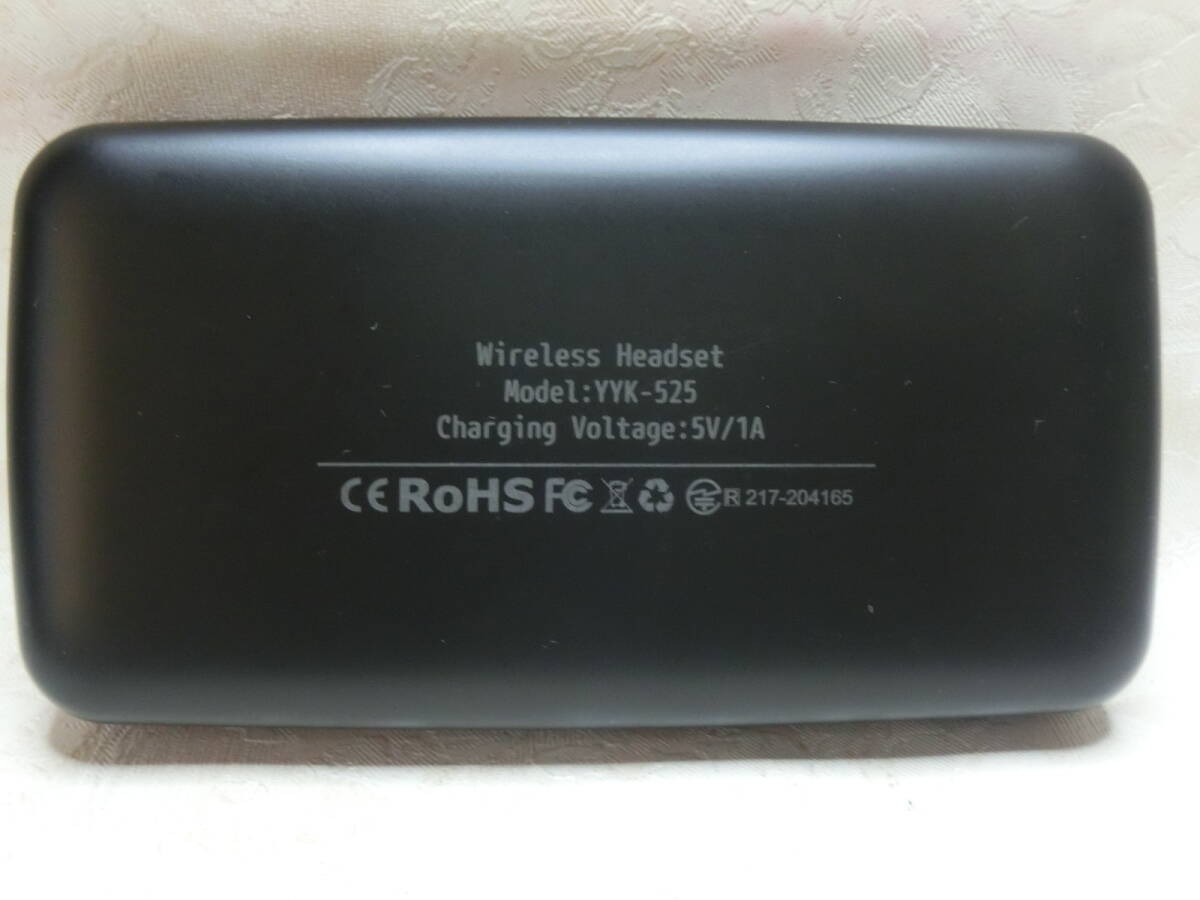 Wireless Headset
Model:YYK-525
Charging Voltage:5V/1A
CE RoHS FC R 217-204165